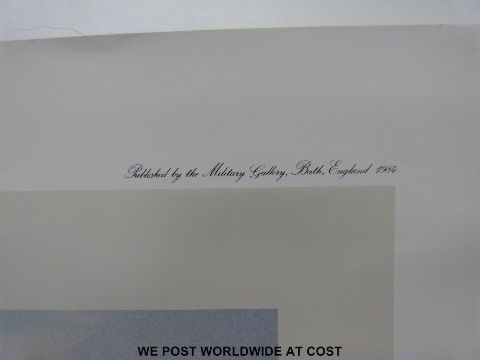 Published by the Military Gallery, Bath, England 1984
WE POST WORLDWIDE AT COST